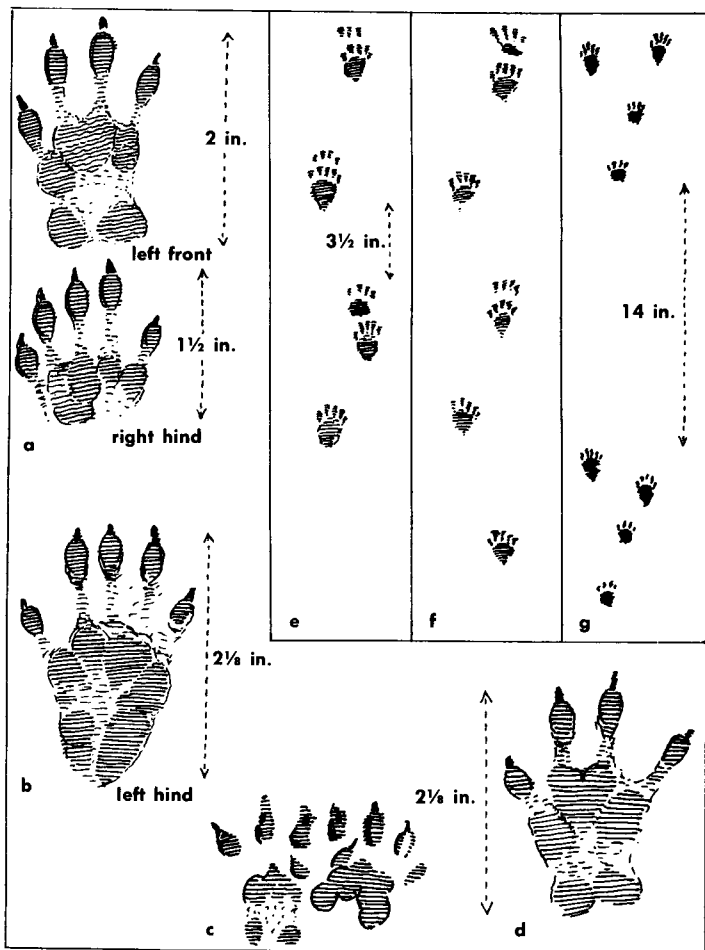 2 in.
left front
1½ in.
a
right hind
2⅛ in.
b
left hind
c
2⅛ in.
d
3½ in.
e
f
14 in.
g